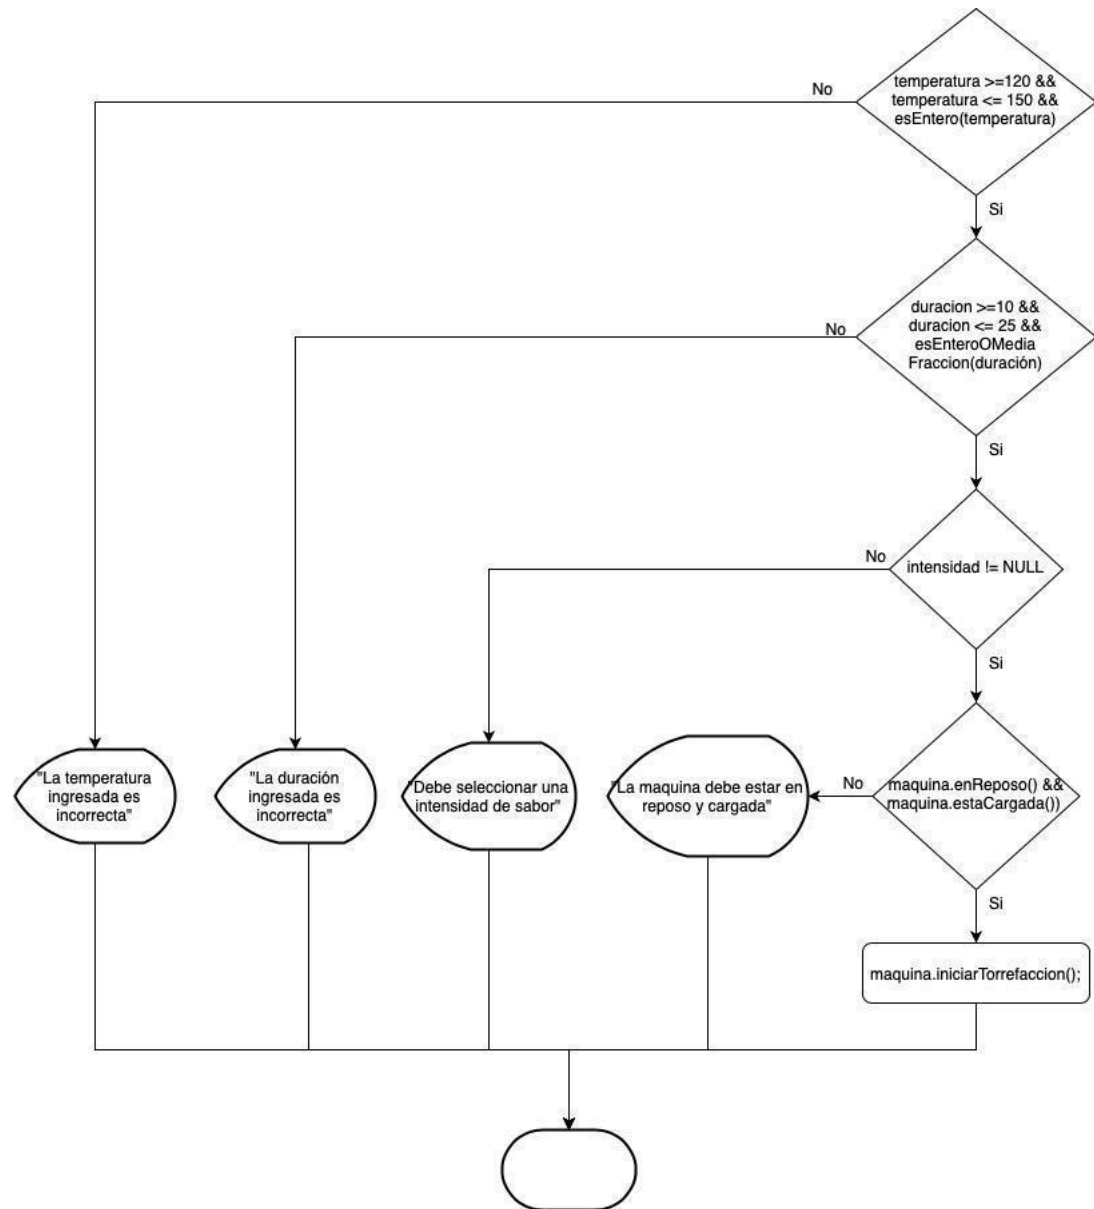 temperatura >=120 &&
temperatura <= 150 &&
esEntero(temperatura)
No
Si
duracion >=10 &&
duracion <= 25 &&
esEnteroOMedia
Fraccion(duración)
No
Si
intensidad != NULL
No
Si
maquina.enReposo() &&
maquina.estaCargada())
No
Si
"La temperatura
ingresada es
incorrecta"
"La duración
ingresada es
incorrecta"
"Debe seleccionar una
intensidad de sabor"
"La maquina debe estar en
reposo y cargada"
maquina.iniciarTorrefaccion();